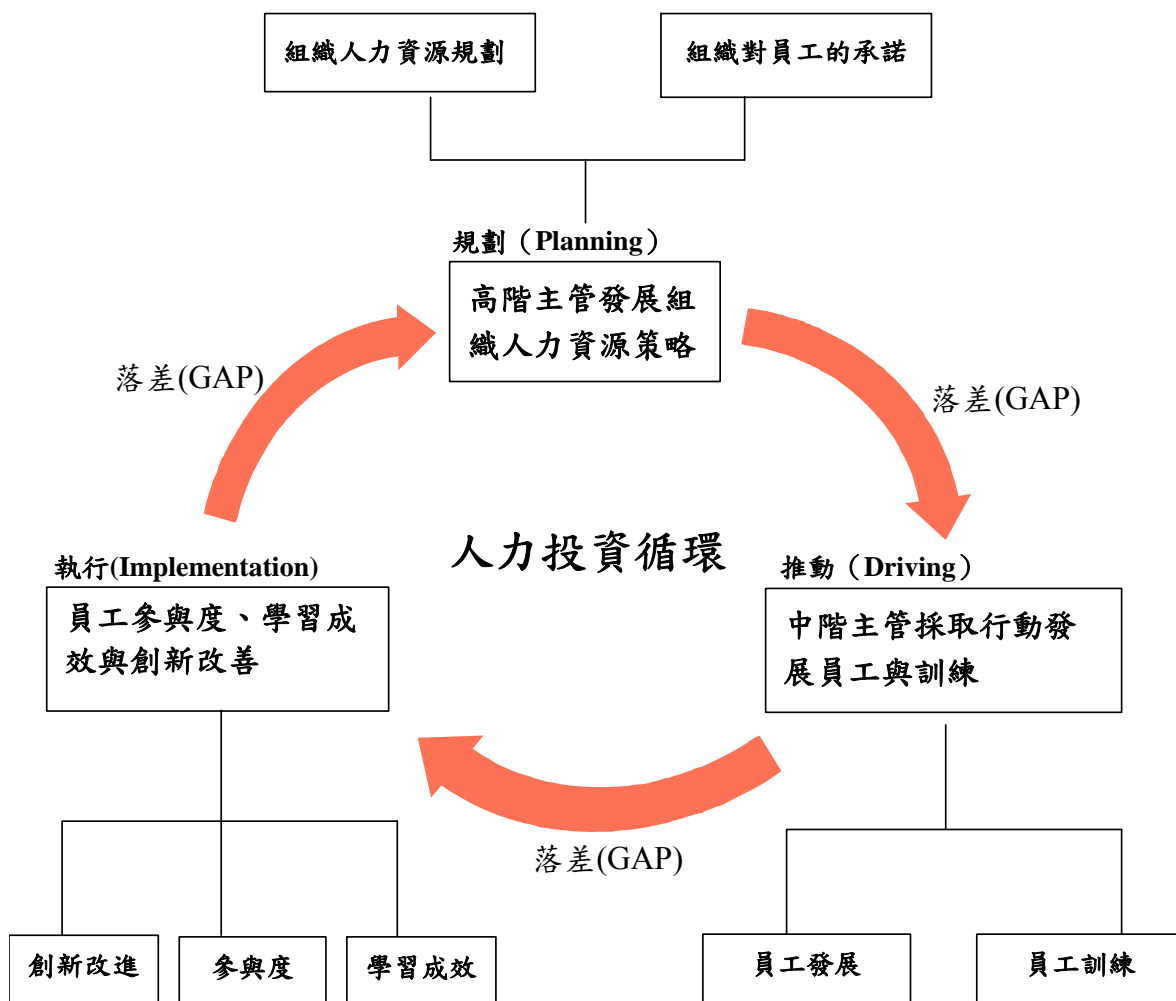 組織人力資源規劃
組織對員工的承諾
規劃（Planning）
高階主管發展組
織人力資源策略
落差(GAP)
落差(GAP)
人力投資循環
執行(Implementation)
員工參與度、學習成
效與創新改善
推動（Driving）
中階主管採取行動發
展員工與訓練
落差(GAP)
創新改進
參與度
學習成效
員工發展
員工訓練